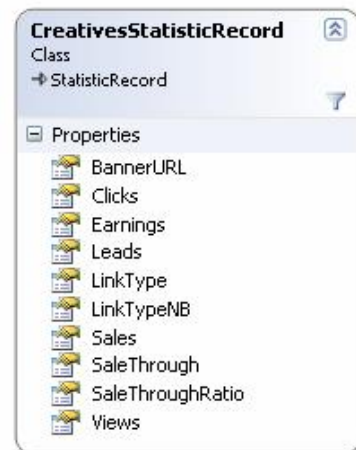 CreativesStatisticRecord
Class
StatisticRecord
Properties
BannerURL
Clicks
Earnings
Leads
LinkType
LinkTypeNB
Sales
SaleThrough
SaleThroughRatio
Views